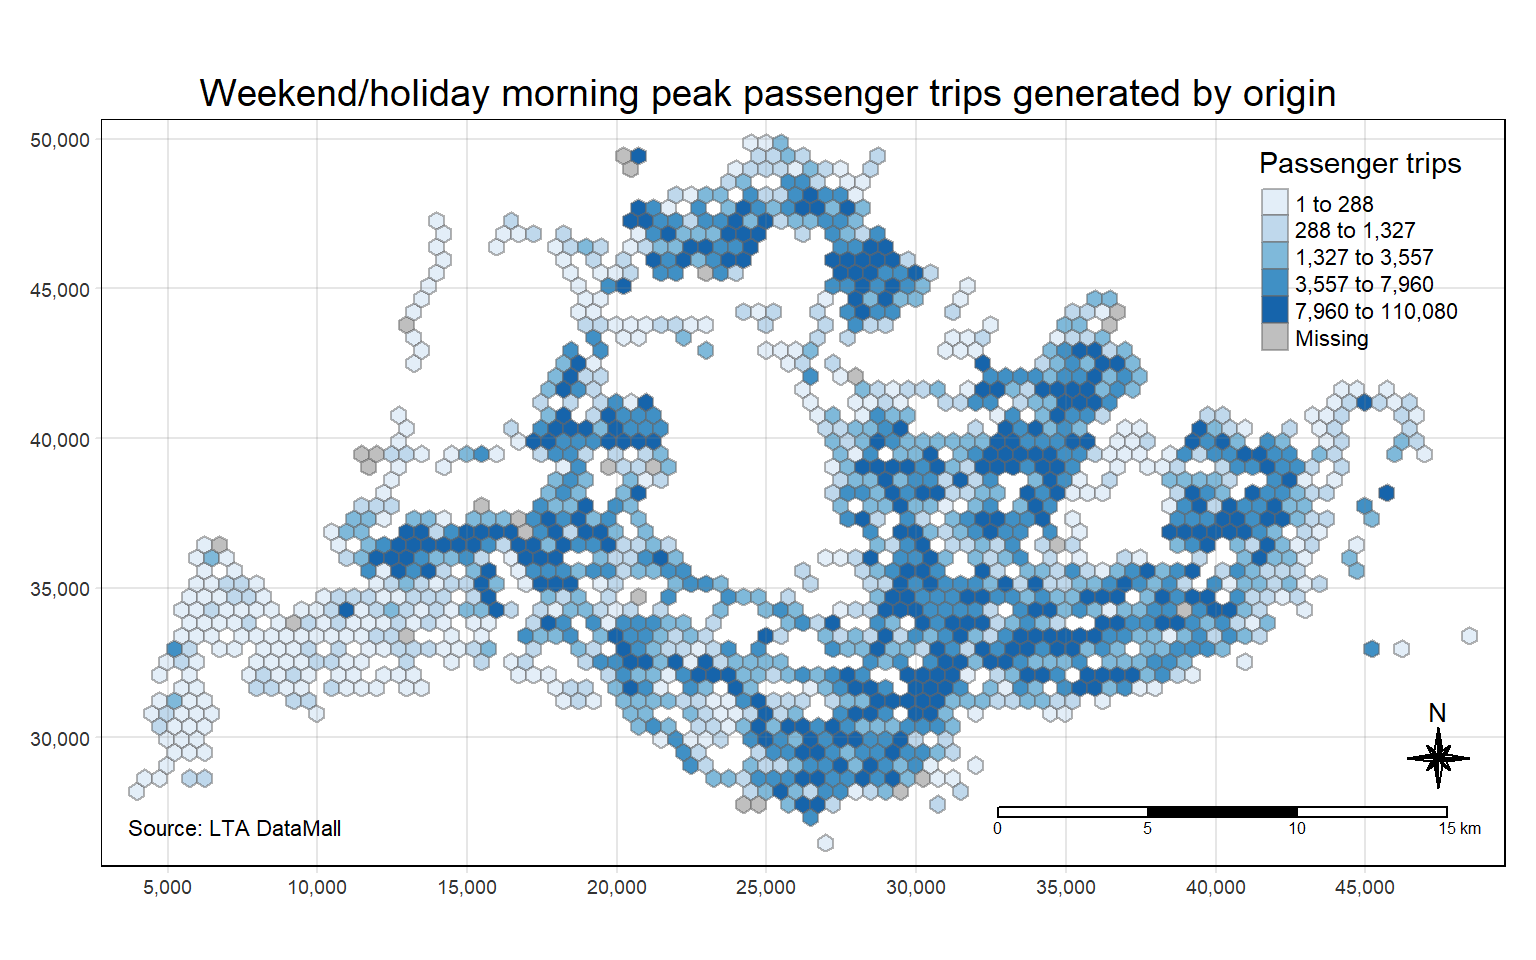 Weekend/holiday morning peak passenger trips generated by origin
50,000
45,000
40,000
35,000
30,000
Passenger trips
1 to 288
288 to 1,327
1,327 to 3,557
3,557 to 7,960
7,960 to 110,080
Missing
N
Source: LTA DataMall
0 5 10 15 km
5,000 10,000 15,000 20,000 25,000 30,000 35,000 40,000 45,000